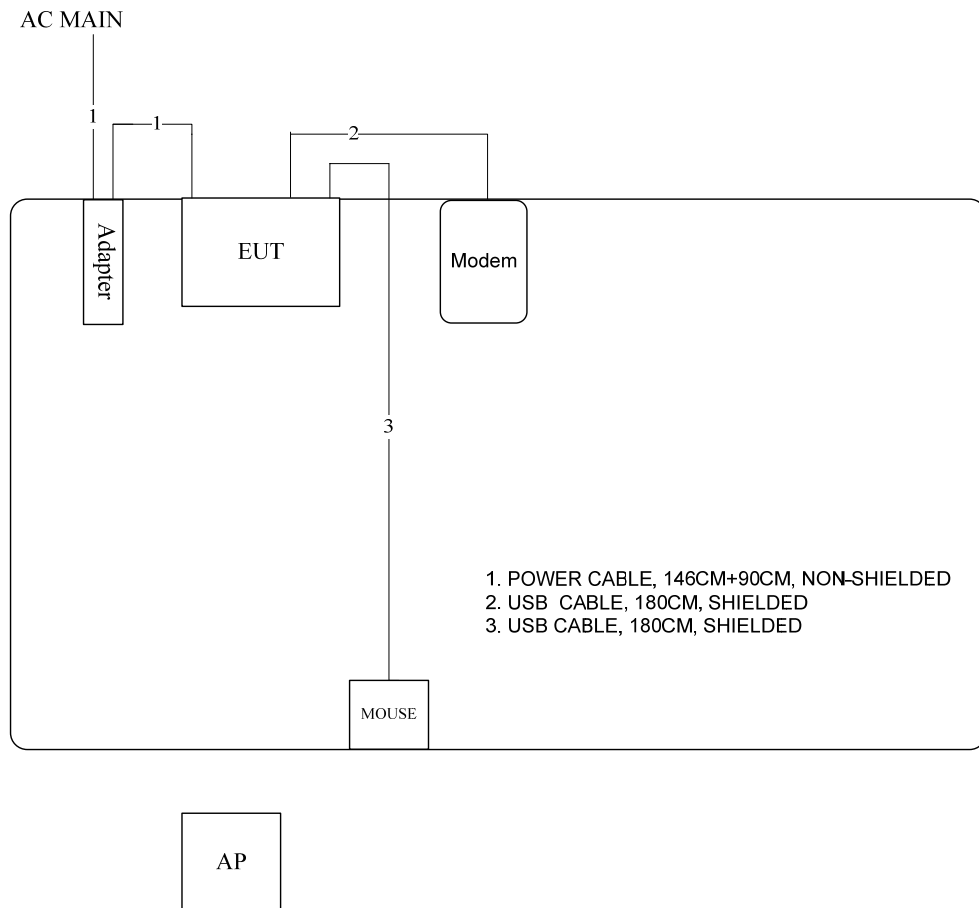 AC MAIN
1
1
2
Adapter
EUT
Modem
3
1. POWER CABLE, 146CM+90CM, NON-SHIELDED
2. USB CABLE, 180CM, SHIELDED
3. USB CABLE, 180CM, SHIELDED
MOUSE
AP